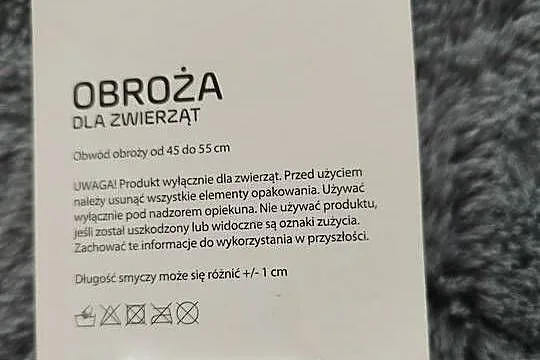 OBROŻA
DLA ZWIERZĄT
Obwód obroży od 45 do 55 cm
UWAGA! Produkt wyłącznie dla zwierząt. Przed użyciem
należy usunąć wszystkie elementy opakowania. Używać
wyłącznie pod nadzorem opiekuna. Nie używać produktu,
jeśli został uszkodzony lub widoczne są oznaki zużycia.
Zachować te informacje do wykorzystania w przyszłości.
Długość smyczy może się różnić +/- 1 cm